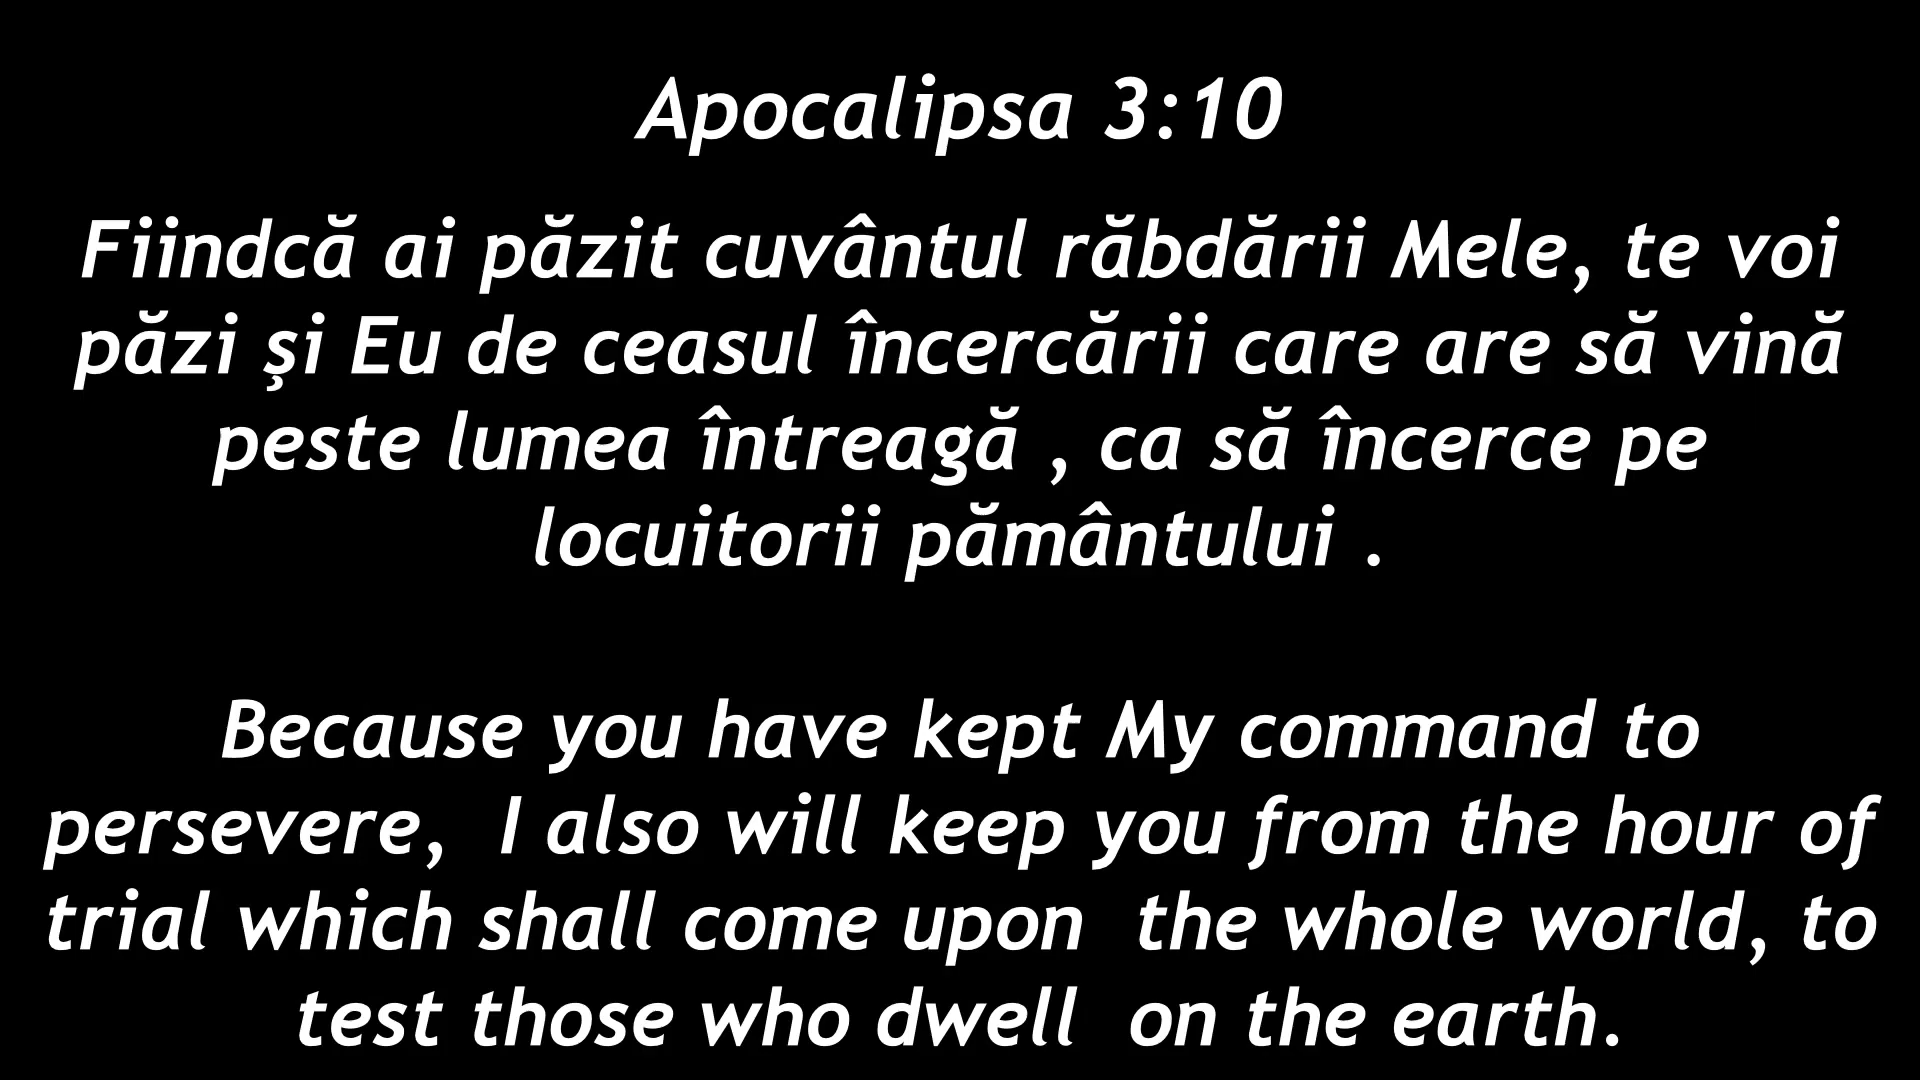 Apocalipsa 3:10
Fiindcă ai păzit cuvântul răbdării Mele, te voi
păzi și Eu de ceasul încercării care are să vină
peste lumea întreagă , ca să încerce pe
locuitorii pământului .
Because you have kept My command to
persevere,  I also will keep you from the hour of
trial which shall come upon  the whole world, to
test those who dwell  on the earth.